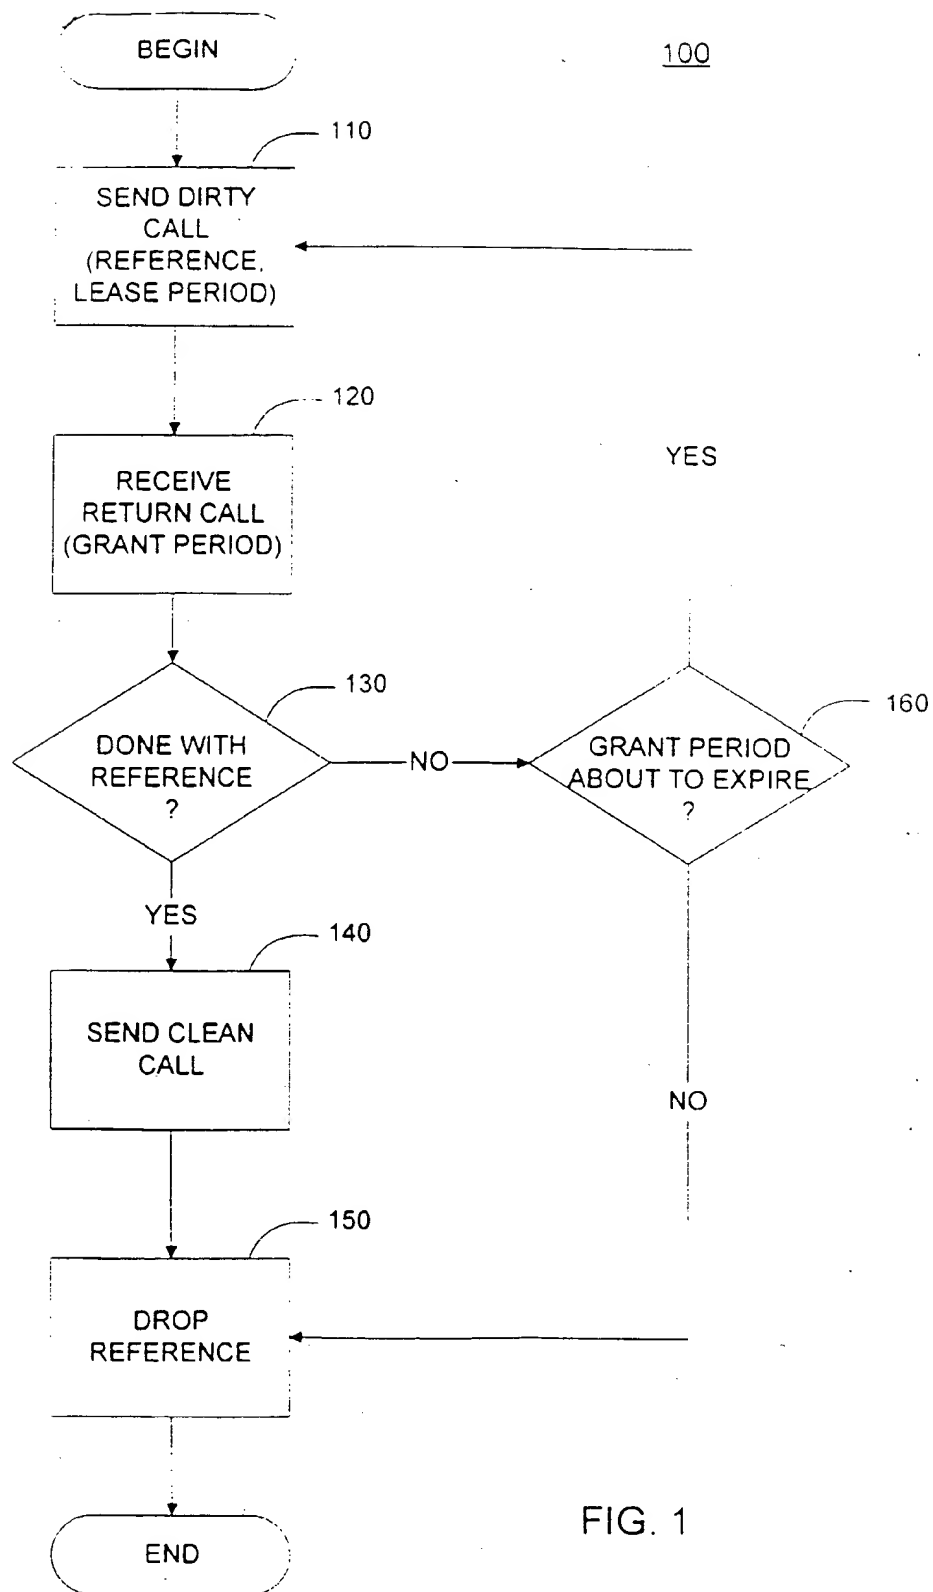 BEGIN
100
110
SEND DIRTY
CALL
(REFERENCE,
LEASE PERIOD)
120
RECEIVE
RETURN CALL
(GRANT PERIOD)
YES
130
DONE WITH
REFERENCE
?
NO
160
GRANT PERIOD
ABOUT TO EXPIRE
?
YES
140
SEND CLEAN
CALL
NO
150
DROP
REFERENCE
END
FIG. 1